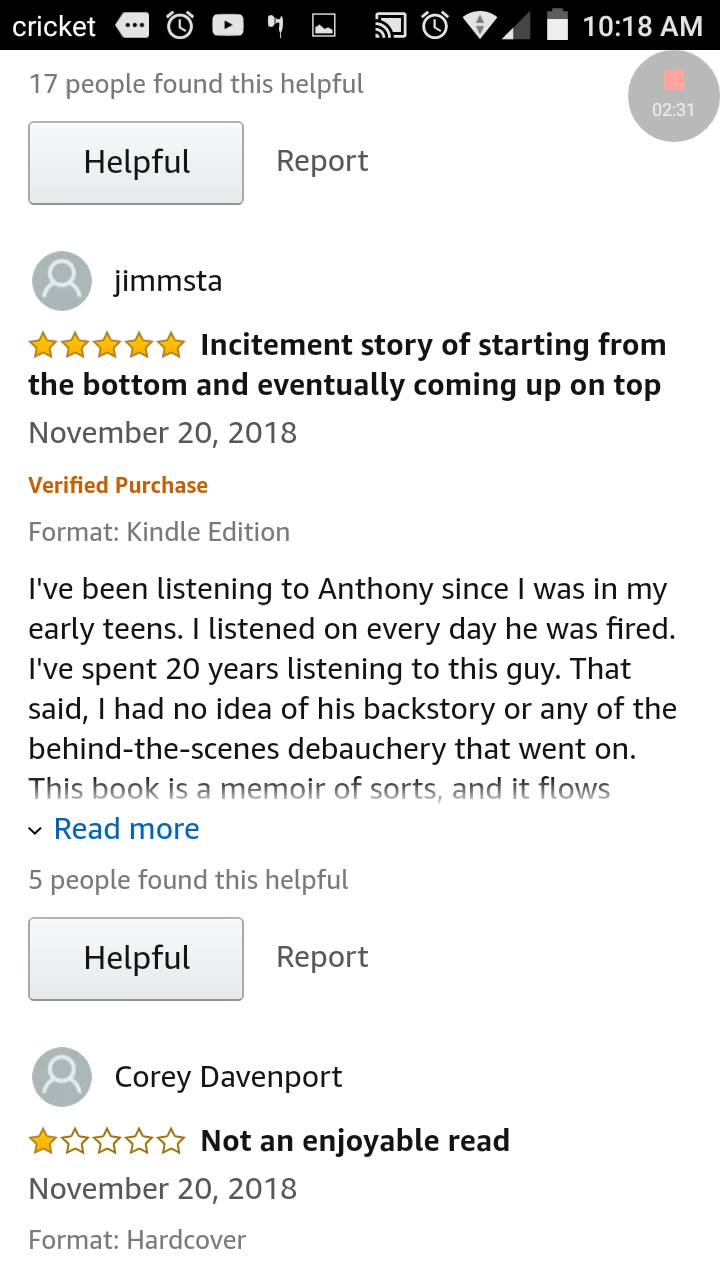 cricket 10:18 AM
17 people found this helpful
02:31
Helpful Report
jimmsta
Incitement story of starting from
the bottom and eventually coming up on top
November 20, 2018
Verified Purchase
Format: Kindle Edition
I've been listening to Anthony since I was in my
early teens. I listened on every day he was fired.
I've spent 20 years listening to this guy. That
said, I had no idea of his backstory or any of the
behind-the-scenes debauchery that went on.
This book is a memoir of sorts, and it flows
Read more
5 people found this helpful
Helpful Report
Corey Davenport
Not an enjoyable read
November 20, 2018
Format: Hardcover